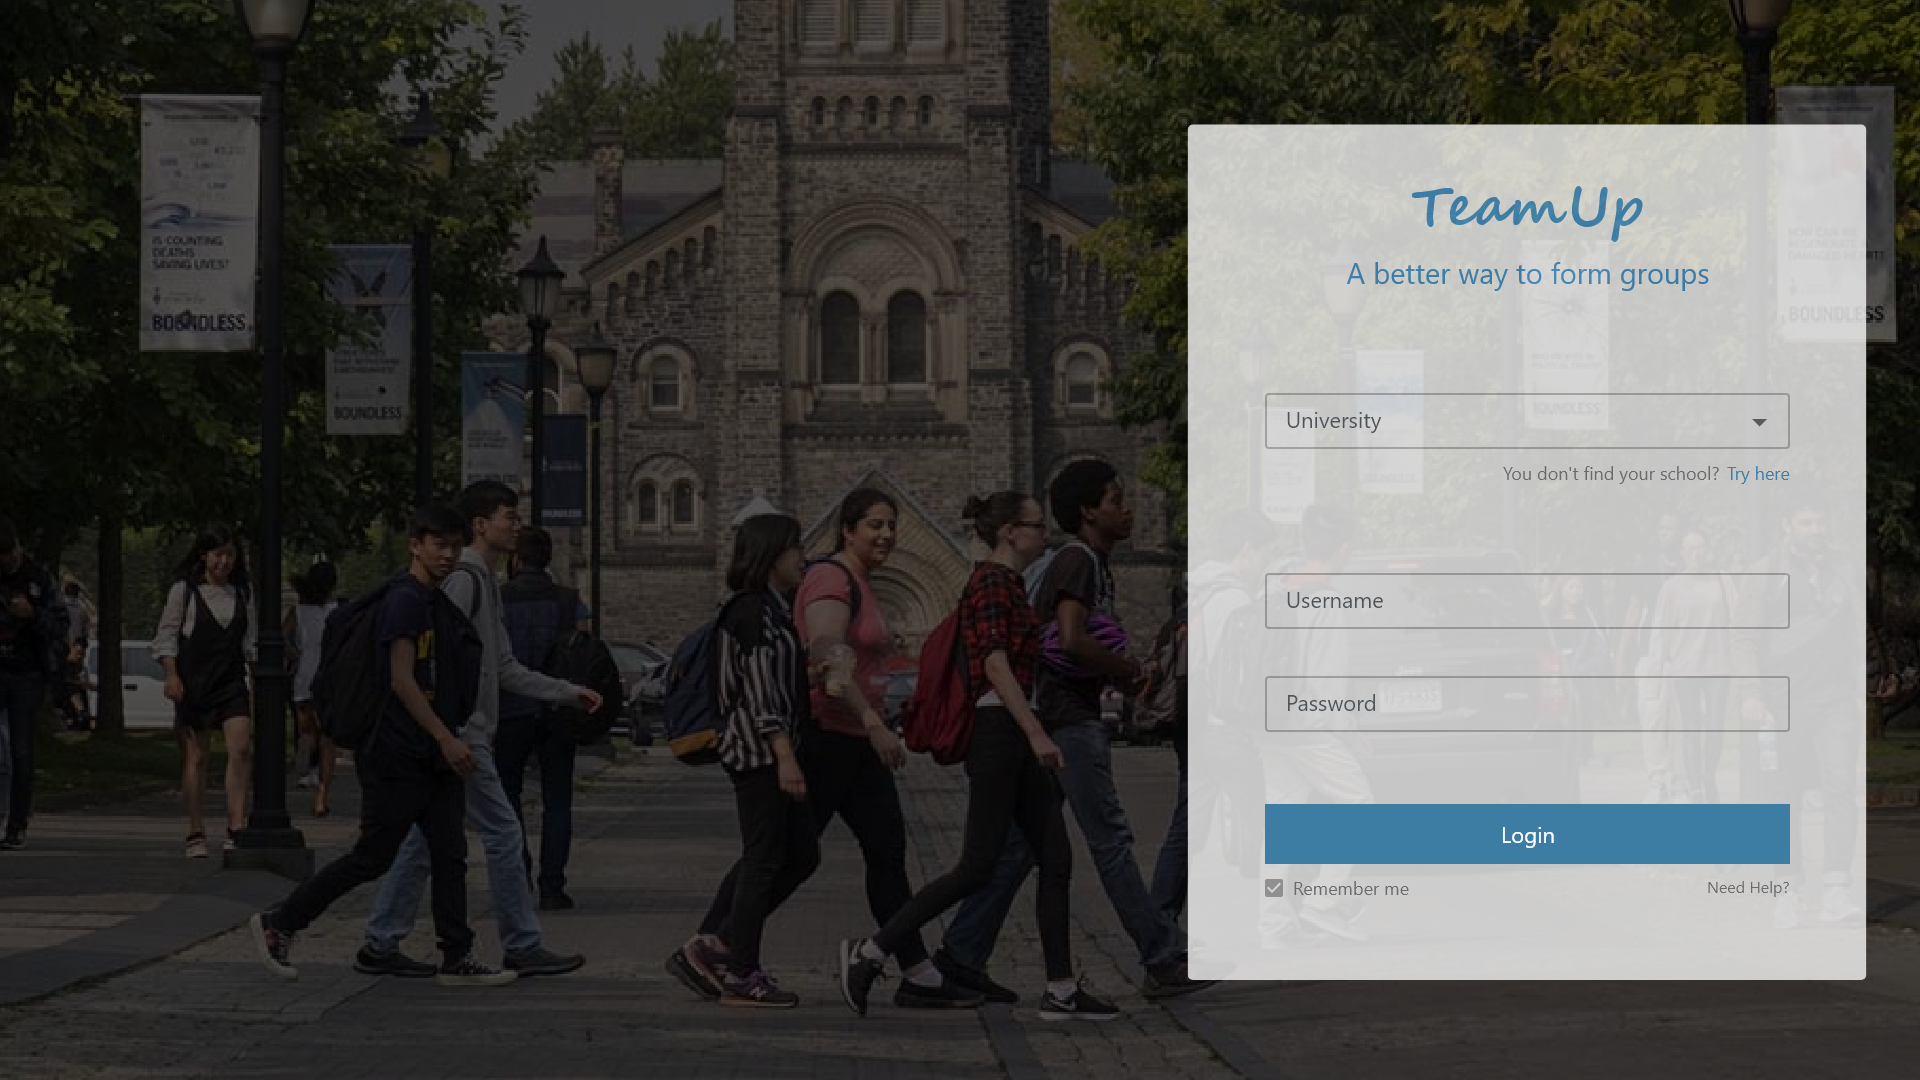 IS COUNTING
DEATHS
SAVING LIVES?
BOUNDLESS
BOUNDLESS
TeamUp
A better way to form groups
BOUNDLESS
BOUNDLESS
University
You don't find your school? Try here
Username
Password
Login
Remember me
Need Help?